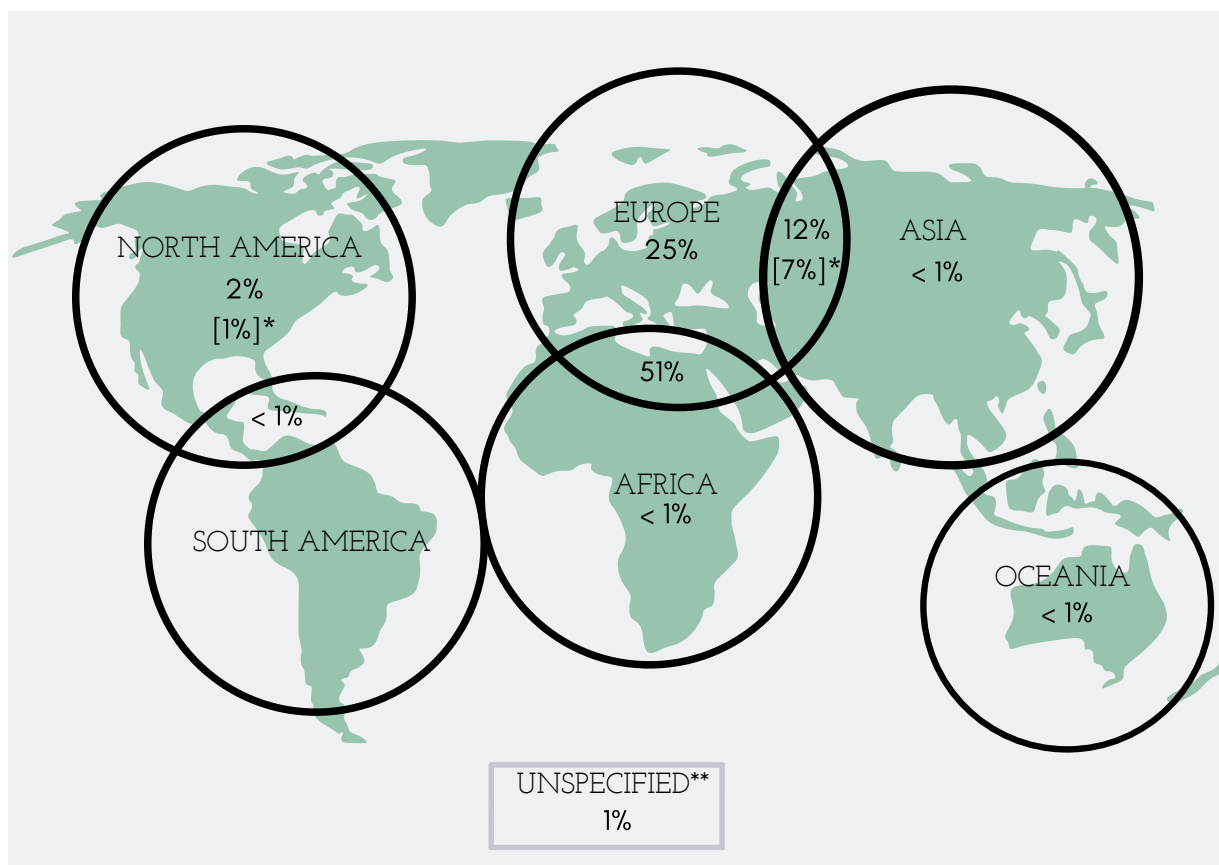 NORTH AMERICA
2%
[1%]*
< 1%
SOUTH AMERICA
EUROPE
25%
12%
[7%]*
ASIA
< 1%
51%
AFRICA
< 1%
OCEANIA
< 1%
UNSPECIFIED**
1%